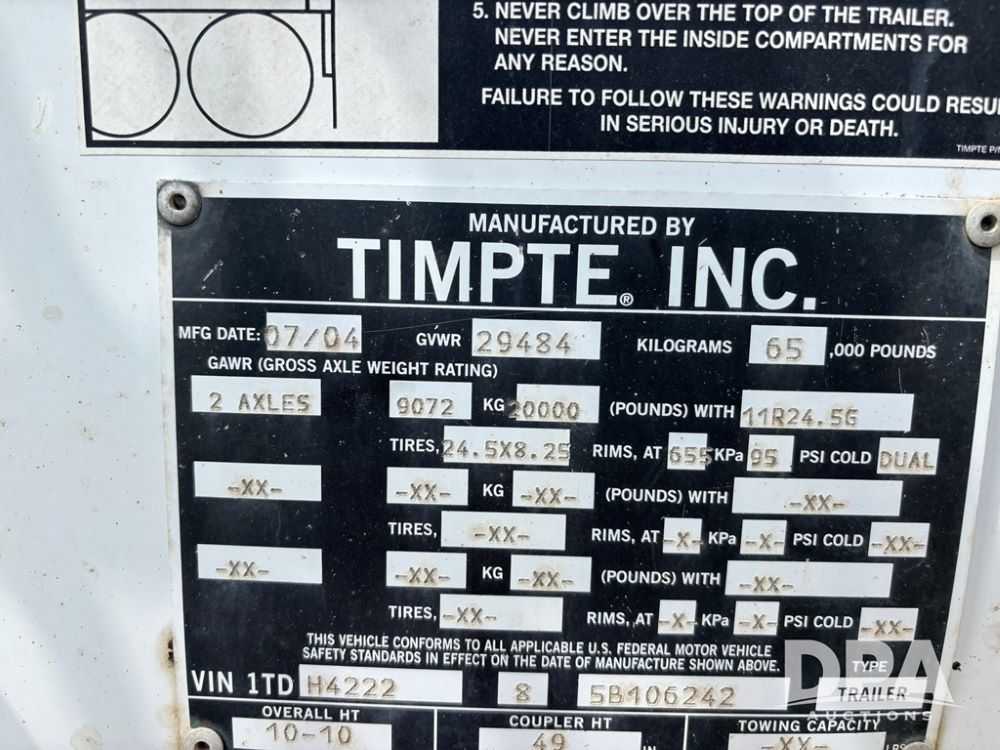 5. NEVER CLIMB OVER THE TOP OF THE TRAILER.
NEVER ENTER THE INSIDE COMPARTMENTS FOR
ANY REASON.
FAILURE TO FOLLOW THESE WARNINGS COULD RESU
IN SERIOUS INJURY OR DEATH.
TIMPTE P/N
MANUFACTURED BY
TIMPTE® INC.
MFG DATE: 07/04 GVWR 29484 KILOGRAMS 65 ,000 POUNDS
GAWR (GROSS AXLE WEIGHT RATING)
2 AXLES 9072 KG 20000 (POUNDS) WITH 11R24.5G
TIRES, 24.5X8.25 RIMS, AT 655 KPa 95 PSI COLD DUAL
-XX- -XX- KG -XX- (POUNDS) WITH -XX-
TIRES, -XX- RIMS, AT -X- KPa -X- PSI COLD -XX-
-XX- -XX- KG -XX- (POUNDS) WITH -XX-
TIRES, -XX- RIMS, AT -X- KPa -X- PSI COLD -XX-
THIS VEHICLE CONFORMS TO ALL APPLICABLE U.S. FEDERAL MOTOR VEHICLE
SAFETY STANDARDS IN EFFECT ON THE DATE OF MANUFACTURE SHOWN ABOVE. TYPE
VIN 1TD H4222 8 5B106242 TRAILER
DPA
AUCTIONS
OVERALL HT COUPLER HT TOWING CAPACITY
10-10 49 IN -XX- LBS